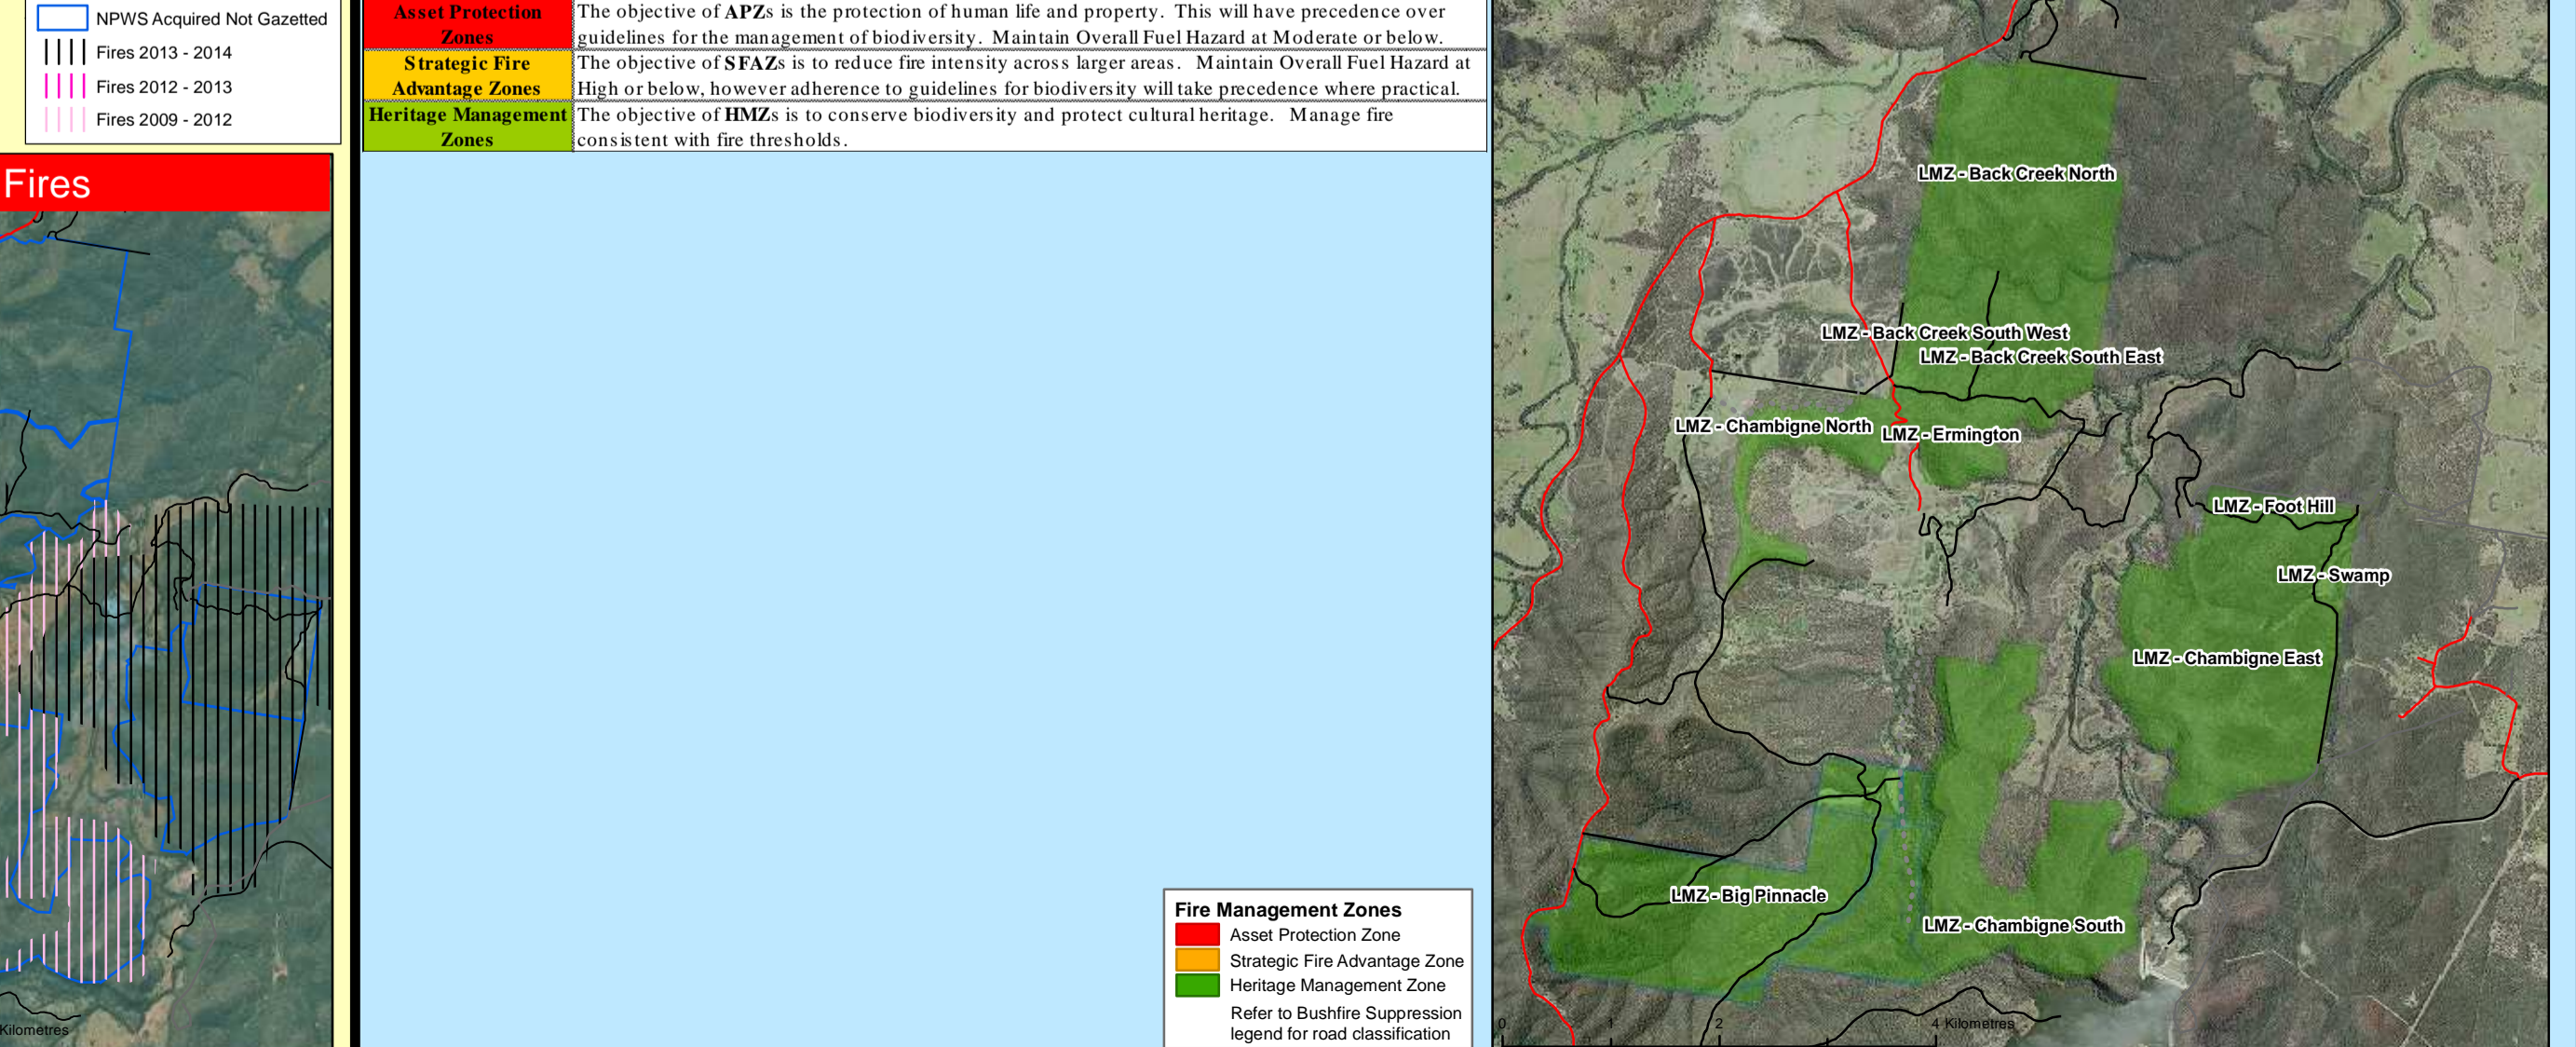 NPWS Acquired Not Gazetted
Fires 2013 - 2014
Fires 2012 - 2013
Fires 2009 - 2012
Fires
Kilometres
Asset Protection
Zones
The objective of APZs is the protection of human life and property. This will have precedence over
guidelines for the management of biodiversity. Maintain Overall Fuel Hazard at Moderate or below.
Strategic Fire
Advantage Zones
The objective of SFAZs is to reduce fire intensity across larger areas. Maintain Overall Fuel Hazard at
High or below, however adherence to guidelines for biodiversity will take precedence where practical.
Heritage Management
Zones
The objective of HMZs is to conserve biodiversity and protect cultural heritage. Manage fire
consistent with fire thresholds.
Fire Management Zones
Asset Protection Zone
Strategic Fire Advantage Zone
Heritage Management Zone
Refer to Bushfire Suppression
legend for road classification
LMZ - Back Creek North
LMZ - Back Creek South West
LMZ - Back Creek South East
LMZ - Chambigne North
LMZ - Ermington
LMZ - Foot Hill
LMZ - Swamp
LMZ - Chambigne East
LMZ - Big Pinnacle
LMZ - Chambigne South
0 1 2 4 Kilometres